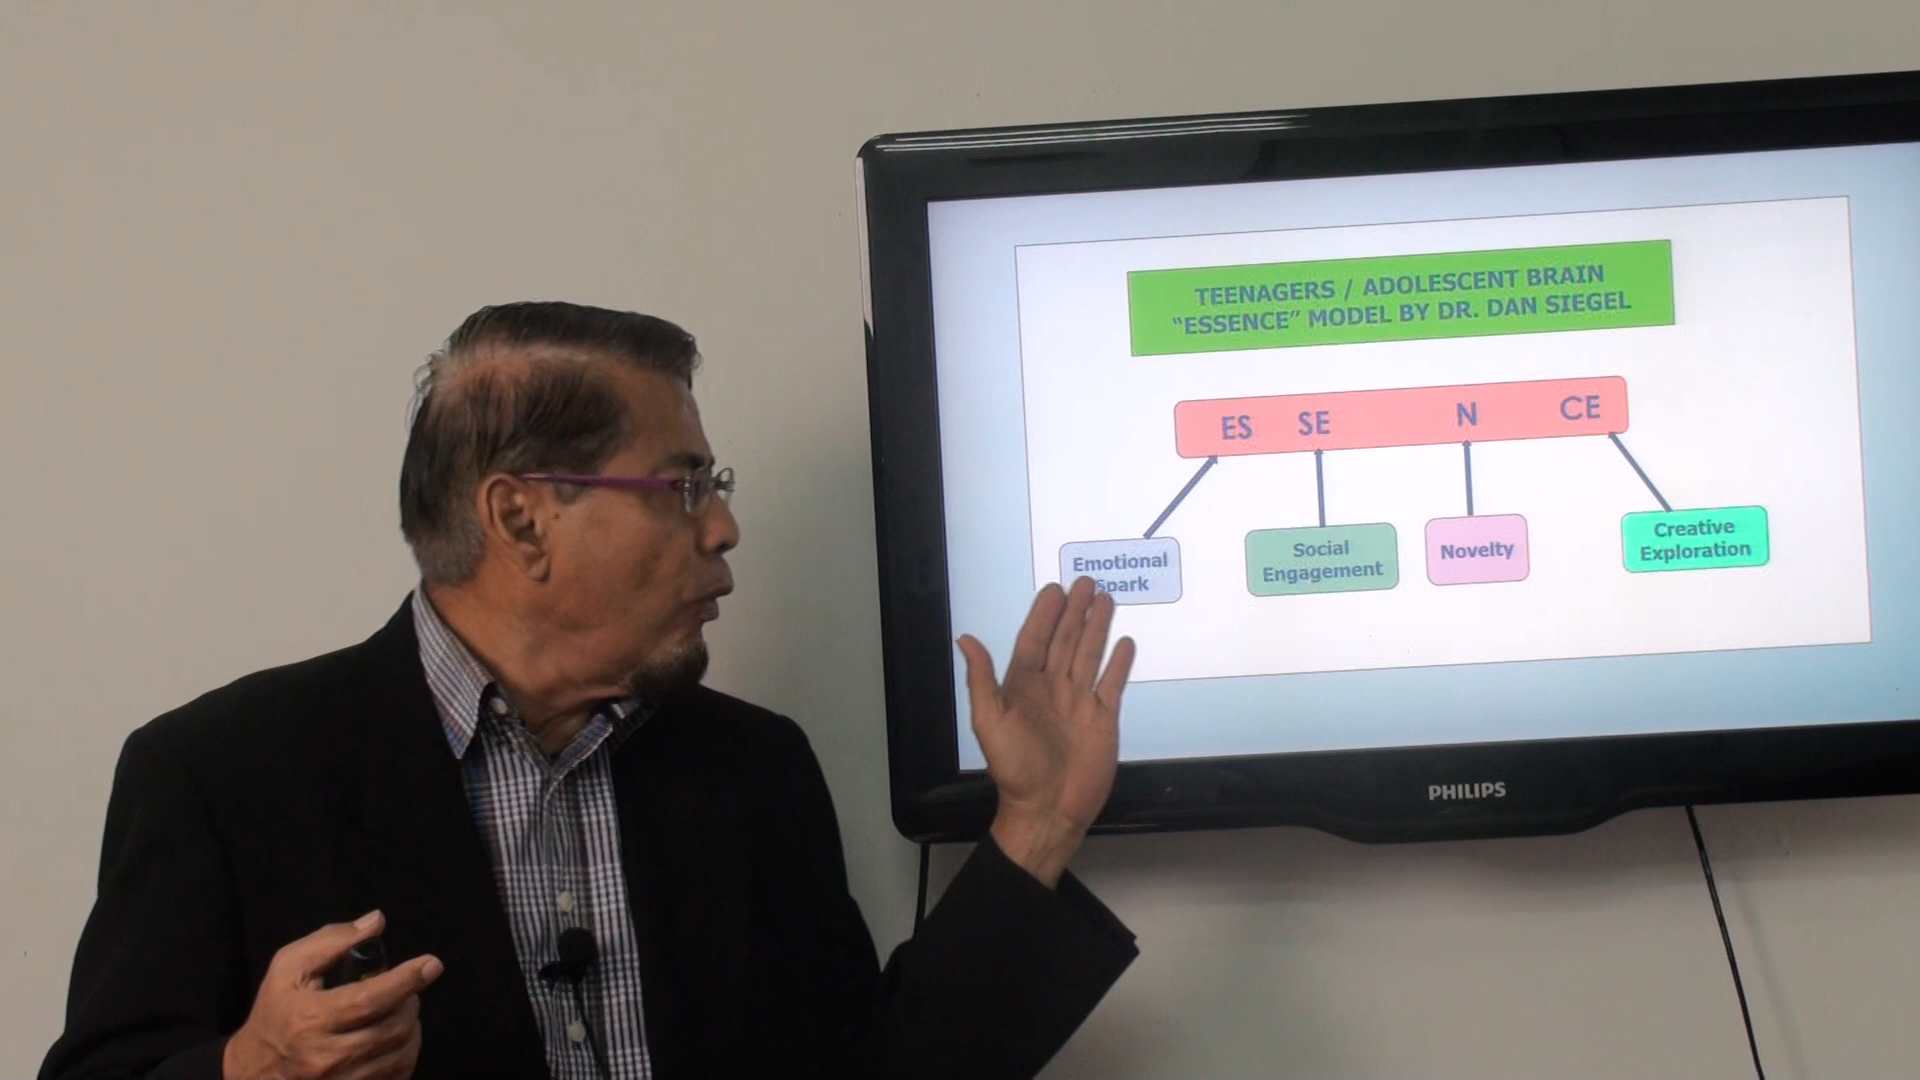 TEENAGERS / ADOLESCENT BRAIN
“ESSENCE” MODEL BY DR. DAN SIEGEL
ES SE N CE
Emotional
Spark
Social
Engagement
Novelty
Creative
Exploration
PHILIPS